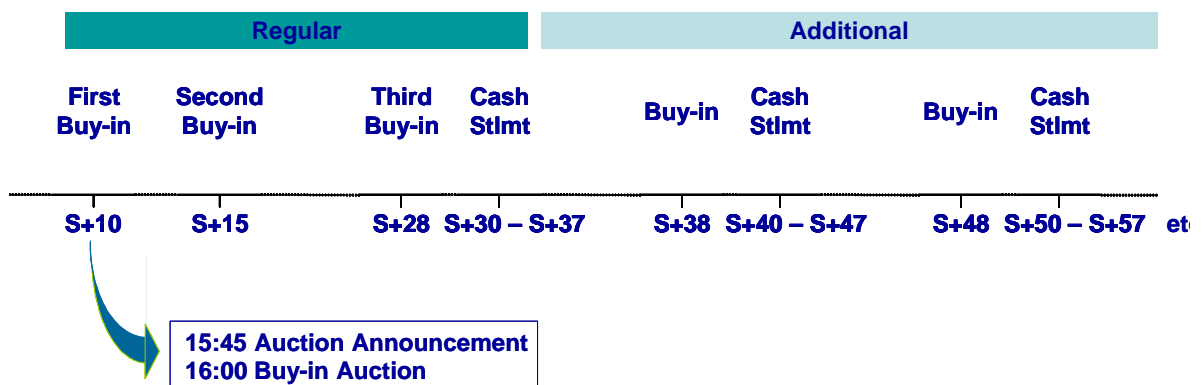 Regular Additional
First Second Third Cash Cash Cash
Buy-in Buy-in Buy-in Stlmt Buy-in Stlmt Buy-in Stlmt
S+10 S+15 S+28 S+30 – S+37 S+38 S+40 – S+47 S+48 S+50 – S+57
15:45 Auction Announcement
16:00 Buy-in Auction